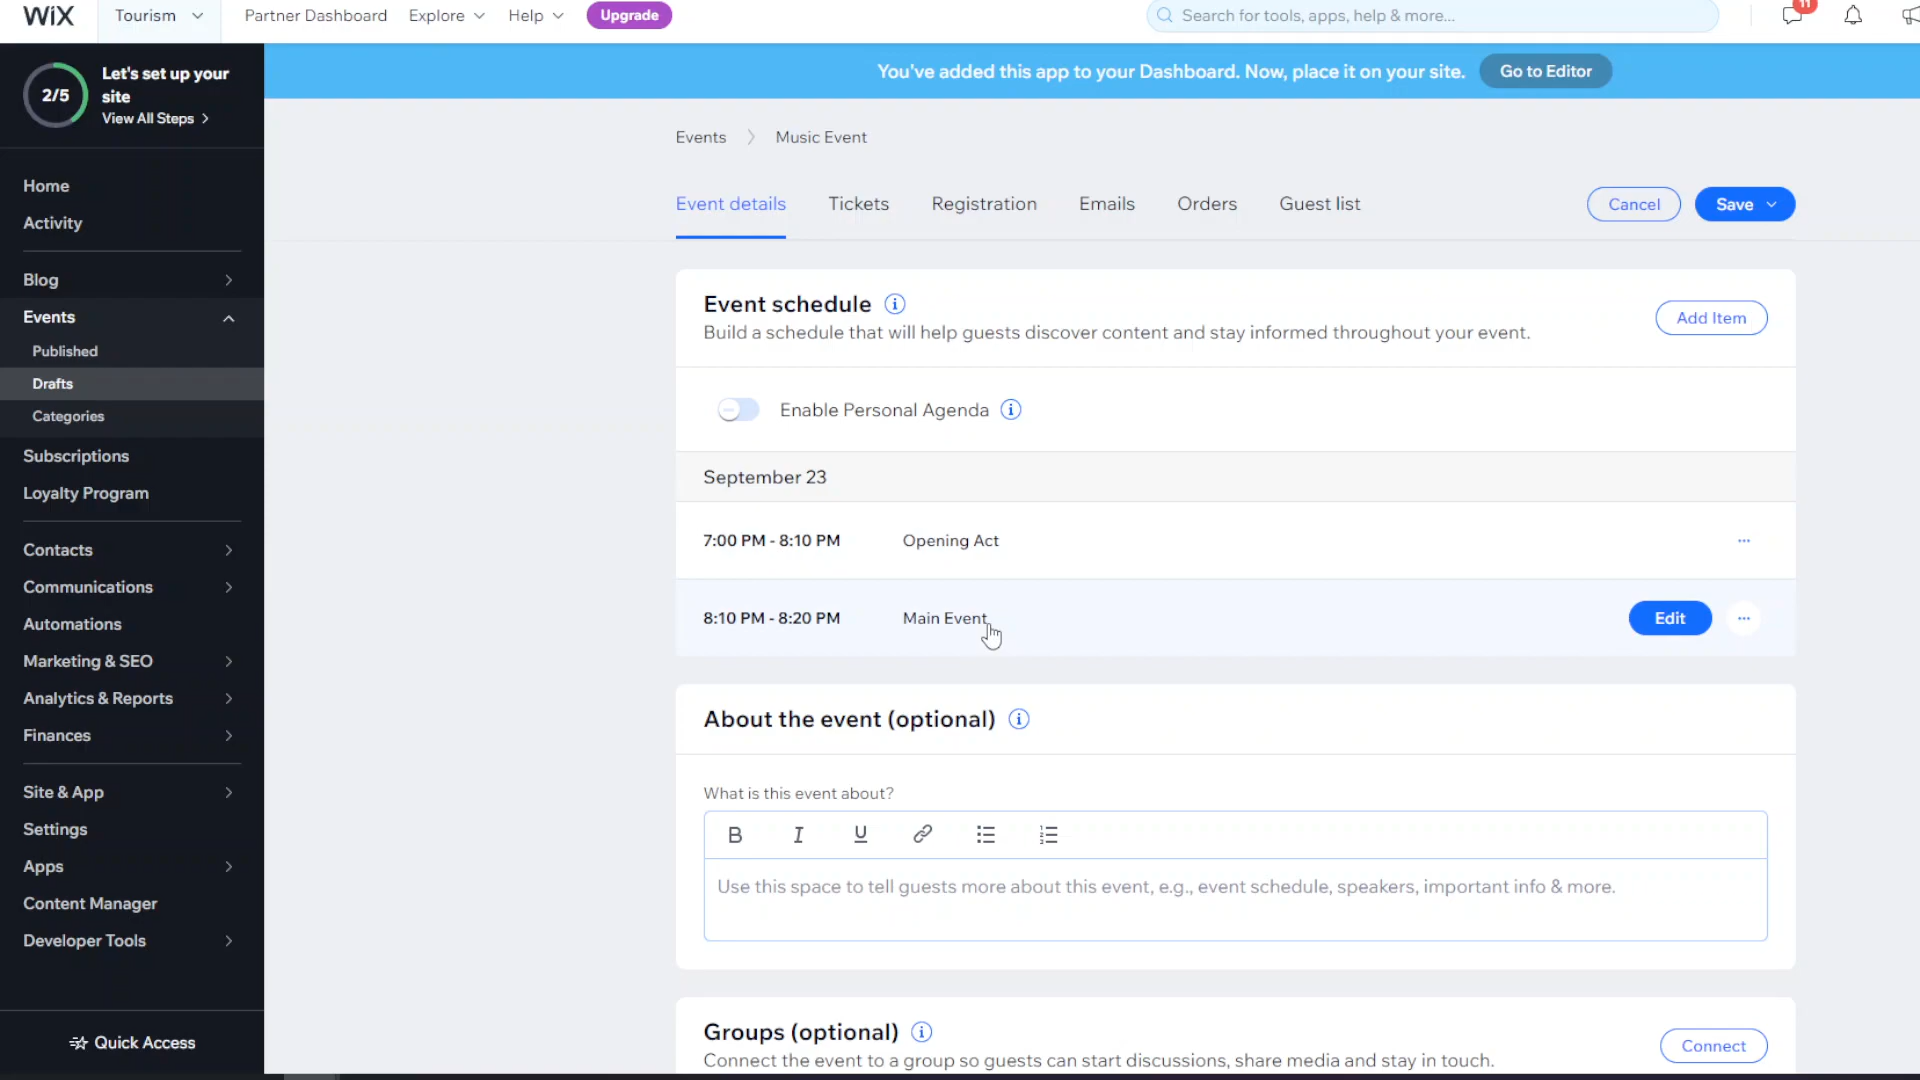 WIX
Tourism
Partner Dashboard
Explore
Help
Upgrade
Search for tools, apps, help & more...
11
2/5
Let's set up your
site
View All Steps
You've added this app to your Dashboard. Now, place it on your site.
Go to Editor
Home
Activity
Blog
Events
Published
Drafts
Categories
Subscriptions
Loyalty Program
Contacts
Communications
Automations
Marketing & SEO
Analytics & Reports
Finances
Site & App
Settings
Apps
Content Manager
Developer Tools
Quick Access
Events
Music Event
Event details
Tickets
Registration
Emails
Orders
Guest list
Cancel
Save
Event schedule
Build a schedule that will help guests discover content and stay informed throughout your event.
Add Item
Enable Personal Agenda
September 23
7:00 PM - 8:10 PM
Opening Act
8:10 PM - 8:20 PM
Main Event
Edit
About the event (optional)
What is this event about?
B I U
Use this space to tell guests more about this event, e.g., event schedule, speakers, important info & more.
Groups (optional)
Connect the event to a group so guests can start discussions, share media and stay in touch.
Connect